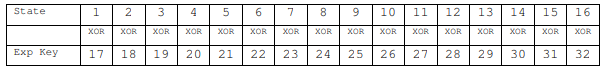 State 1 2 3 4 5 6 7 8 9 10 11 12 13 14 15 16
XOR XOR XOR XOR XOR XOR XOR XOR XOR XOR XOR XOR XOR XOR XOR XOR
Exp Key 17 18 19 20 21 22 23 24 25 26 27 28 29 30 31 32